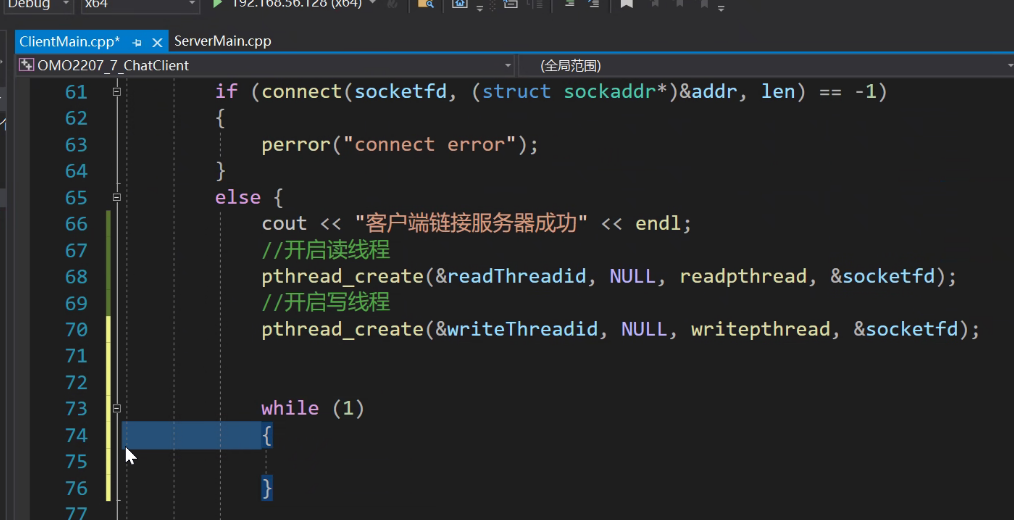 Debug x64 192.168.56.128 (x64)
ClientMain.cpp* ServerMain.cpp
OMO2207_7_ChatClient (全局范围)
61 if (connect(socketfd, (struct sockaddr*)&addr, len) == -1)
62 {
63 perror("connect error");
64 }
65 else {
66 cout << "客户端链接服务器成功" << endl;
67 //开启读线程
68 pthread_create(&readThreadid, NULL, readpthread, &socketfd);
69 //开启写线程
70 pthread_create(&writeThreadid, NULL, writepthread, &socketfd);
71
72
73 while (1)
74 {
75
76 }
77